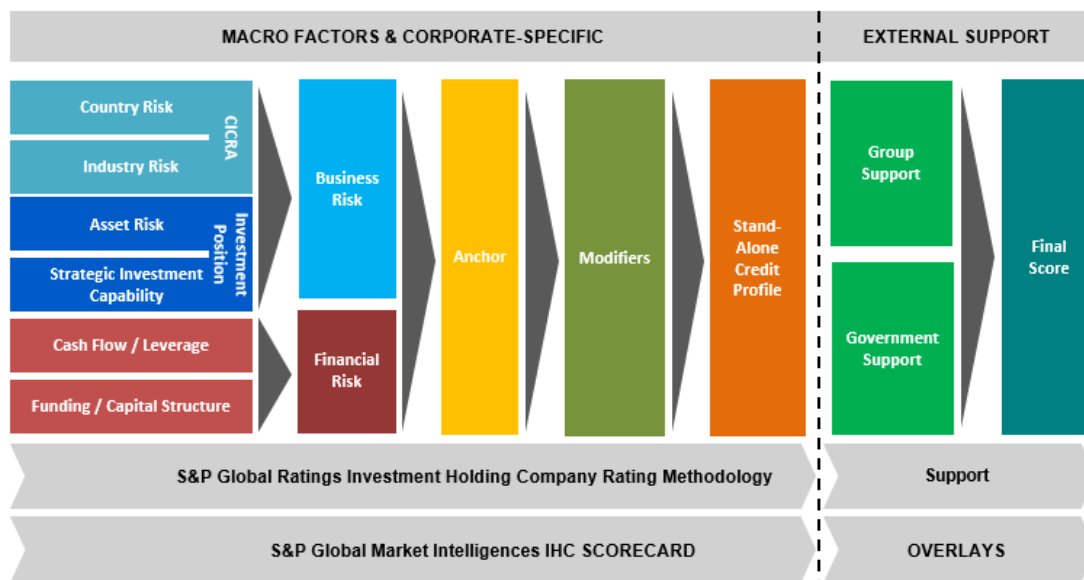 MACRO FACTORS & CORPORATE-SPECIFIC
EXTERNAL SUPPORT
Country Risk
Industry Risk
CICRA
Asset Risk
Strategic Investment
Capability
Investment
Position
Cash Flow / Leverage
Funding / Capital Structure
Business
Risk
Financial
Risk
Anchor
Modifiers
Stand-
Alone
Credit
Profile
Group
Support
Government
Support
Final
Score
S&P Global Ratings Investment Holding Company Rating Methodology
Support
S&P Global Market Intelligences IHC SCORECARD
OVERLAYS